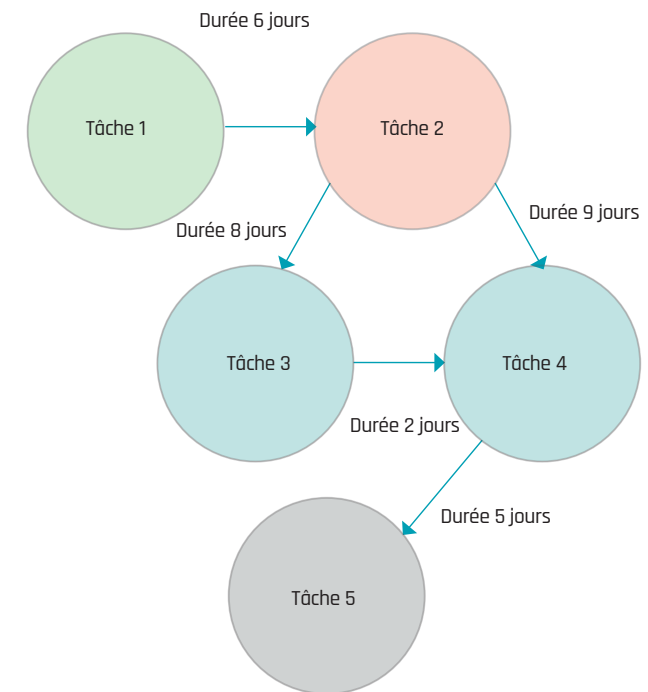 Durée 6 jours
Tâche 1
Tâche 2
Durée 9 jours
Durée 8 jours
Tâche 3
Tâche 4
Durée 2 jours
Durée 5 jours
Tâche 5